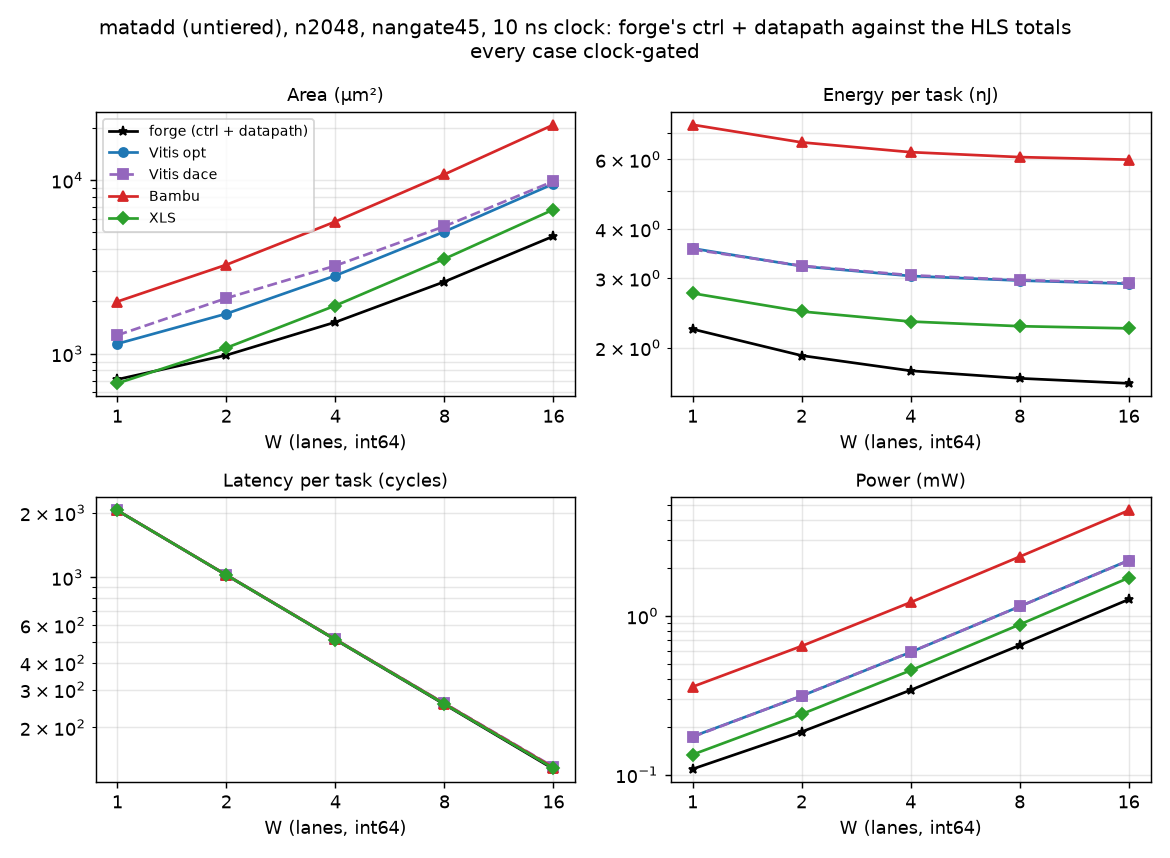 matadd (untiered), n2048, nangate45, 10 ns clock: forge's ctrl + datapath against the HLS totals
every case clock-gated
Area (µm²)
forge (ctrl + datapath)
Vitis opt
Vitis dace
Bambu
XLS
10⁴
10³
1 2 4 8 16
W (lanes, int64)
Energy per task (nJ)
6 × 10⁰
4 × 10⁰
3 × 10⁰
2 × 10⁰
1 2 4 8 16
W (lanes, int64)
Latency per task (cycles)
2 × 10³
10³
6 × 10²
4 × 10²
3 × 10²
2 × 10²
1 2 4 8 16
W (lanes, int64)
Power (mW)
10⁰
10⁻¹
1 2 4 8 16
W (lanes, int64)